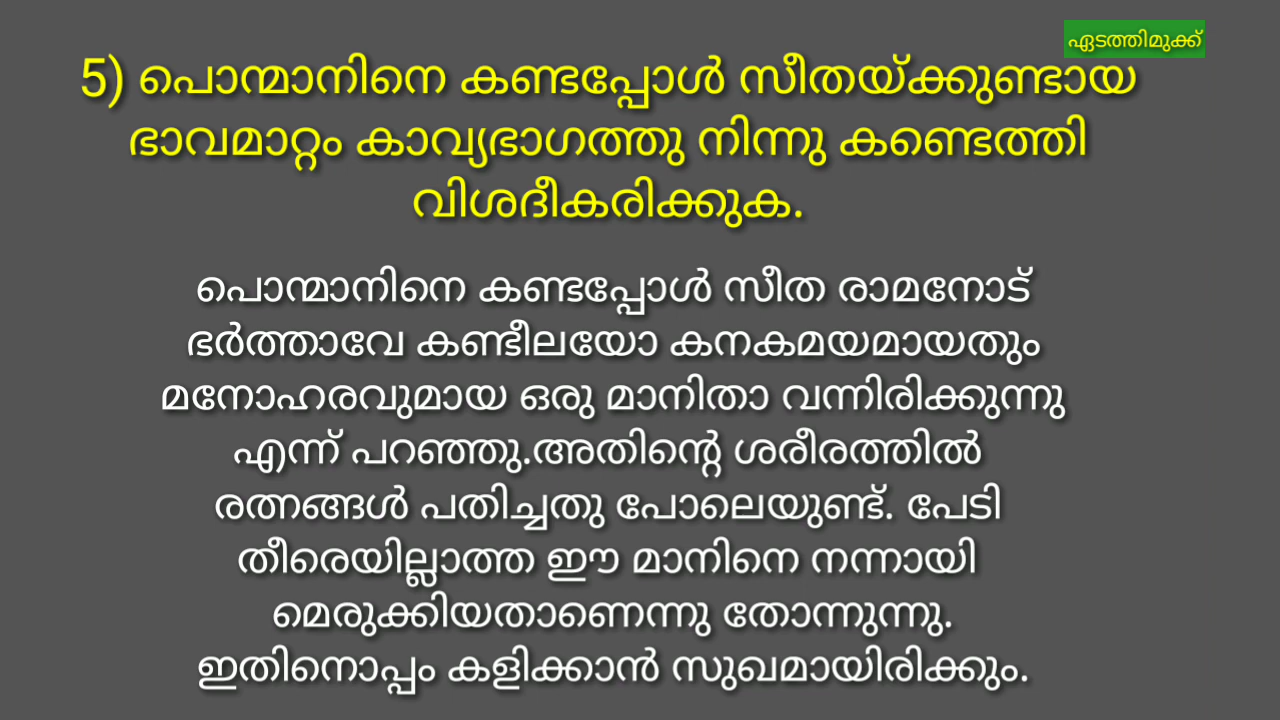 ഏടത്തിമുക്ക്
5) പൊന്മാനിനെ കണ്ടപ്പോൾ സീതയ്ക്കുണ്ടായ
ഭാവമാറ്റം കാവ്യഭാഗത്തു നിന്നു കണ്ടെത്തി
വിശദീകരിക്കുക.
പൊന്മാനിനെ കണ്ടപ്പോൾ സീത രാമനോട്
ഭർത്താവേ കണ്ടീലയോ കനകമയമായതും
മനോഹരവുമായ ഒരു മാനിതാ വന്നിരിക്കുന്നു
എന്ന് പറഞ്ഞു.അതിന്റെ ശരീരത്തിൽ
രത്നങ്ങൾ പതിച്ചതു പോലെയുണ്ട്. പേടി
തീരെയില്ലാത്ത ഈ മാനിനെ നന്നായി
മെരുക്കിയതാണെന്നു തോന്നുന്നു.
ഇതിനൊപ്പം കളിക്കാൻ സുഖമായിരിക്കും.